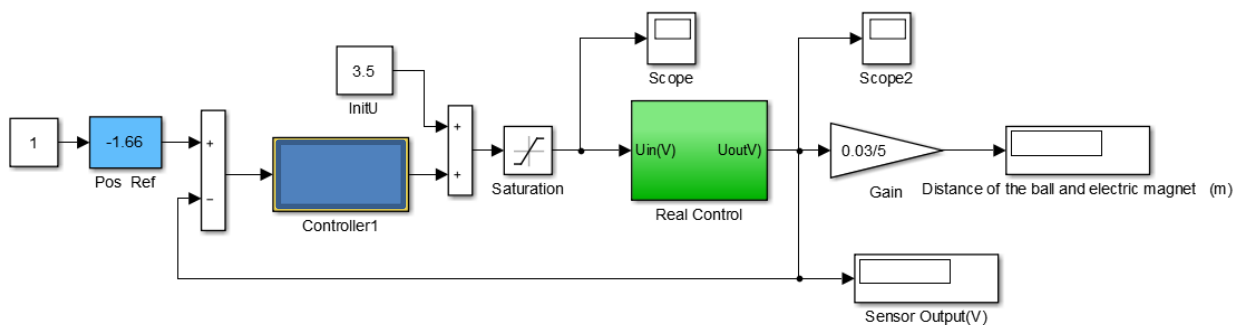 Scope
Scope2
3.5
InitU
1
-1.66
Pos Ref
+
−
Controller1
+
+
Saturation
Uin(V) UoutV)
Real Control
0.03/5
Gain
Distance of the ball and electric magnet (m)
Sensor Output(V)